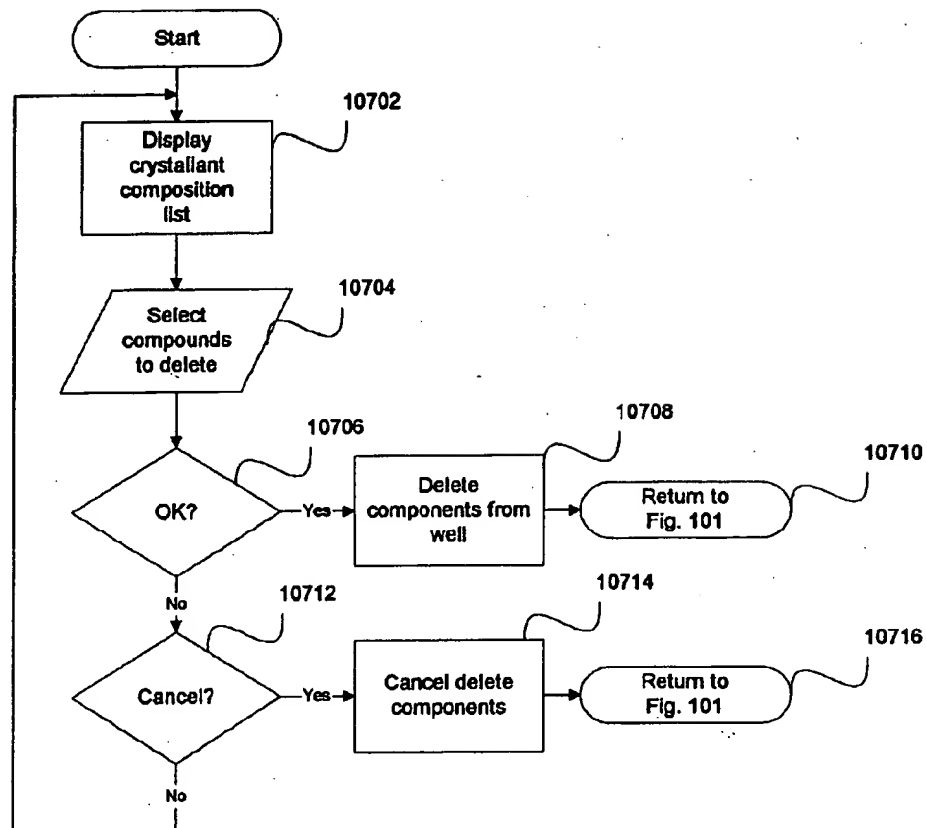 Start
10702
Display
crystallant
composition
list
10704
Select
compounds
to delete
10706
OK?
Yes
10708
Delete
components from
well
10710
Return to
Fig. 101
No
10712
Cancel?
Yes
10714
Cancel delete
components
10716
Return to
Fig. 101
No